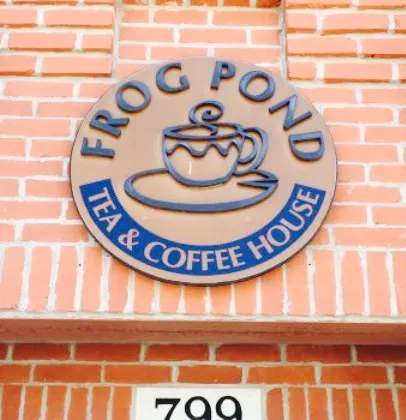 FROG POND
TEA & COFFEE HOUSE
799